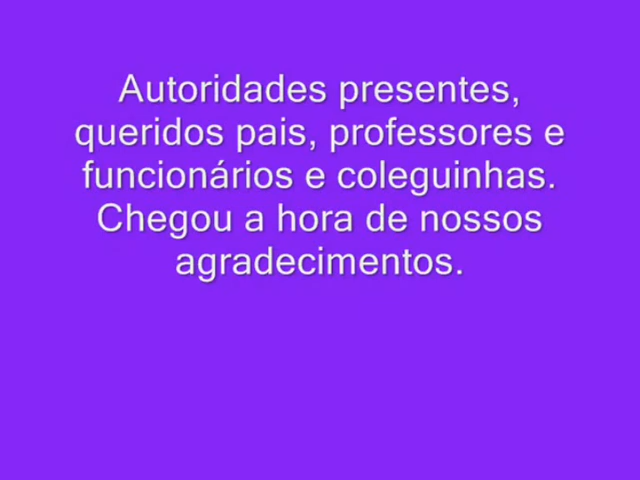 Autoridades presentes,
queridos pais, professores e
funcionários e coleguinhas.
Chegou a hora de nossos
agradecimentos.